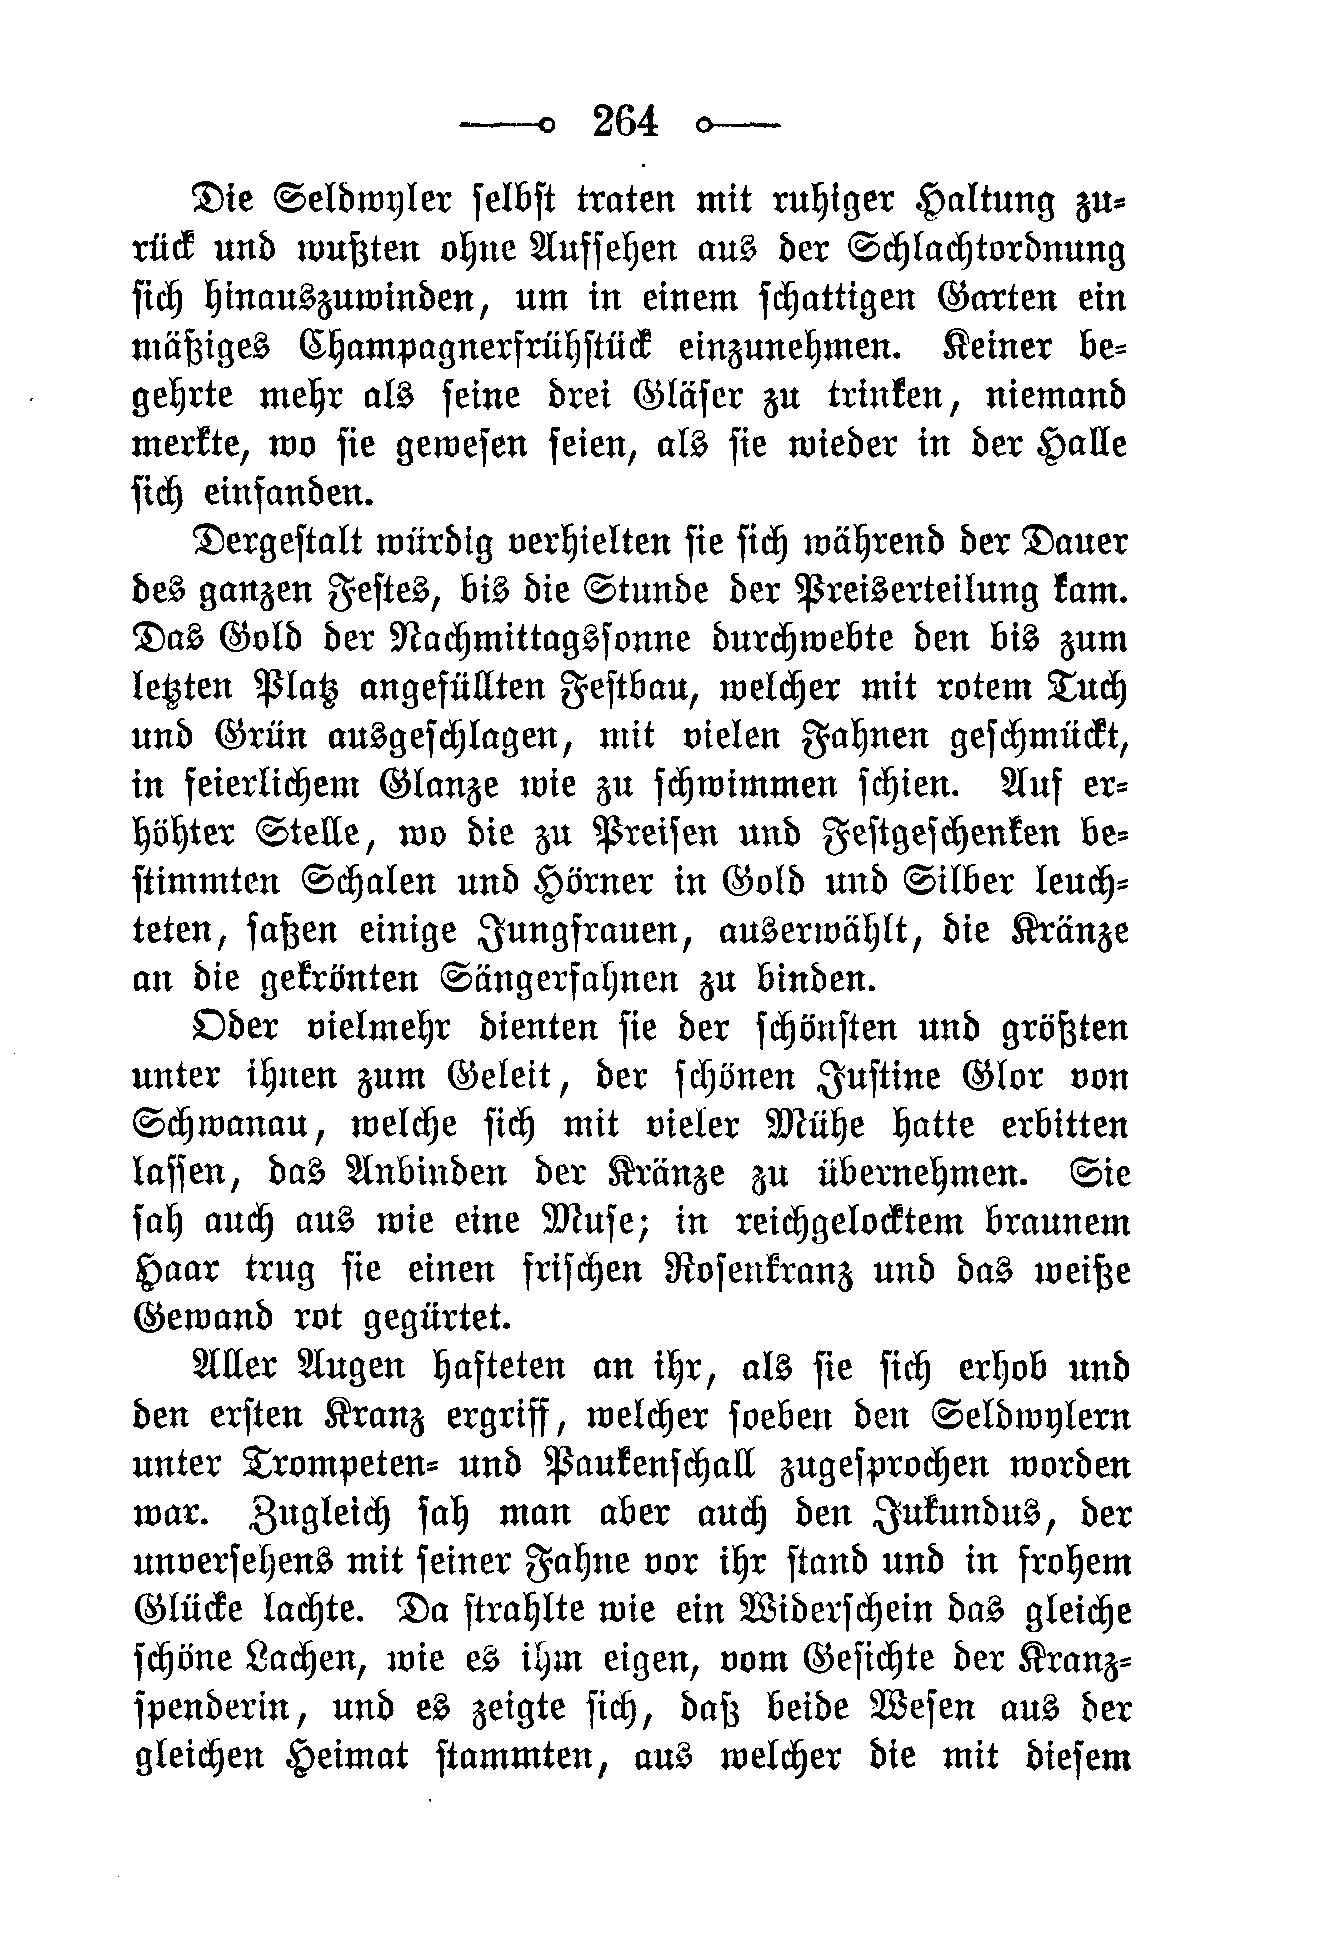 264
Die Seldwyler selbst traten mit ruhiger Haltung zu-
rück und wußten ohne Aufsehen aus der Schlachtordnung
sich hinauszuwinden, um in einem schattigen Garten ein
mäßiges Champagnerfrühstück einzunehmen. Keiner be-
gehrte mehr als seine drei Gläser zu trinken, niemand
merkte, wo sie gewesen seien, als sie wieder in der Halle
sich einfanden.
Dergestalt würdig verhielten sie sich während der Dauer
des ganzen Festes, bis die Stunde der Preiserteilung kam.
Das Gold der Nachmittagssonne durchwebte den bis zum
letzten Platz angefüllten Festbau, welcher mit rotem Tuch
und Grün ausgeschlagen, mit vielen Fahnen geschmückt,
in feierlichem Glanze wie zu schwimmen schien. Auf er-
höhter Stelle, wo die zu Preisen und Festgeschenken be-
stimmten Schalen und Hörner in Gold und Silber leuch-
teten, saßen einige Jungfrauen, auserwählt, die Kränze
an die gekrönten Sängerfahnen zu binden.
Oder vielmehr dienten sie der schönsten und größten
unter ihnen zum Geleit, der schönen Justine Glor von
Schwanau, welche sich mit vieler Mühe hatte erbitten
lassen, das Anbinden der Kränze zu übernehmen. Sie
sah auch aus wie eine Muse; in reichgelocktem braunem
Haar trug sie einen frischen Rosenkranz und das weiße
Gewand rot gegürtet.
Aller Augen hafteten an ihr, als sie sich erhob und
den ersten Kranz ergriff, welcher soeben den Seldwylern
unter Trompeten- und Paukenschall zugesprochen worden
war. Zugleich sah man aber auch den Jukundus, der
unversehens mit seiner Fahne vor ihr stand und in frohem
Glücke lachte. Da strahlte wie ein Widerschein das gleiche
schöne Lachen, wie es ihm eigen, vom Gesichte der Kranz-
spenderin, und es zeigte sich, daß beide Wesen aus der
gleichen Heimat stammten, aus welcher die mit diesem